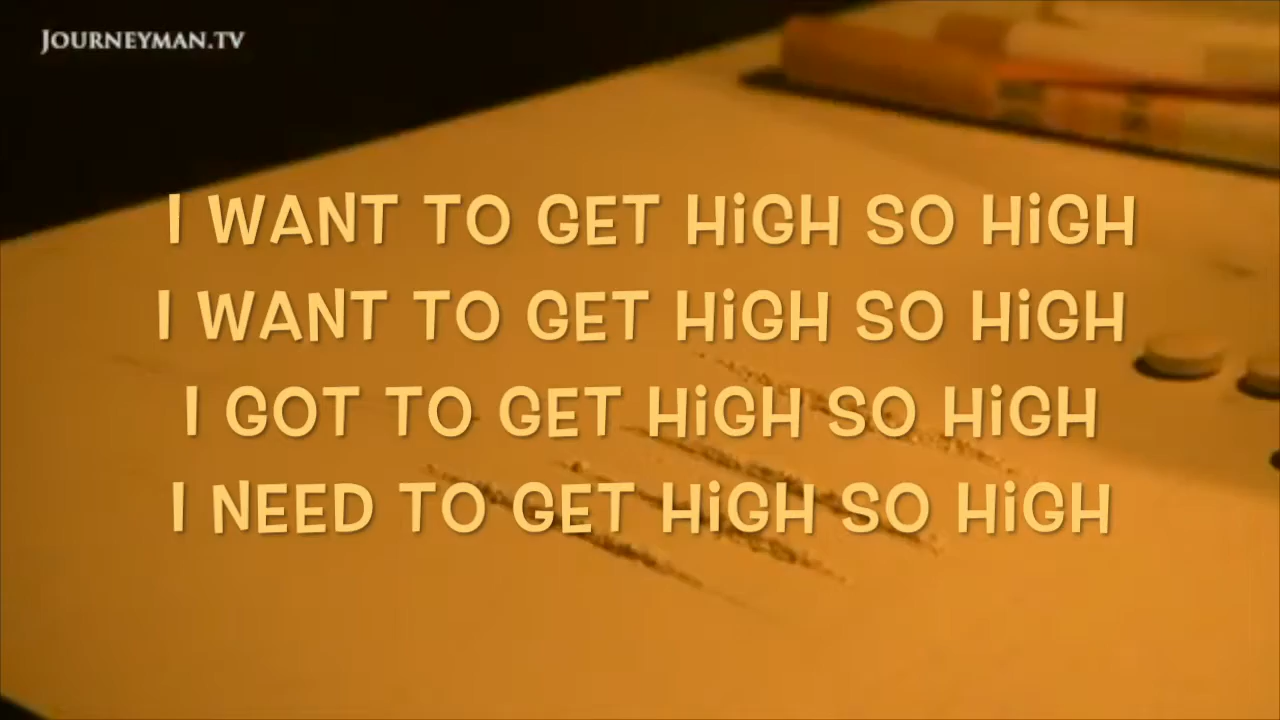 JOURNEYMAN.TV
I WANT TO GET HiGH SO HiGH
I WANT TO GET HiGH SO HiGH
I GOT TO GET HiGH SO HiGH
I NEED TO GET HiGH SO HiGH